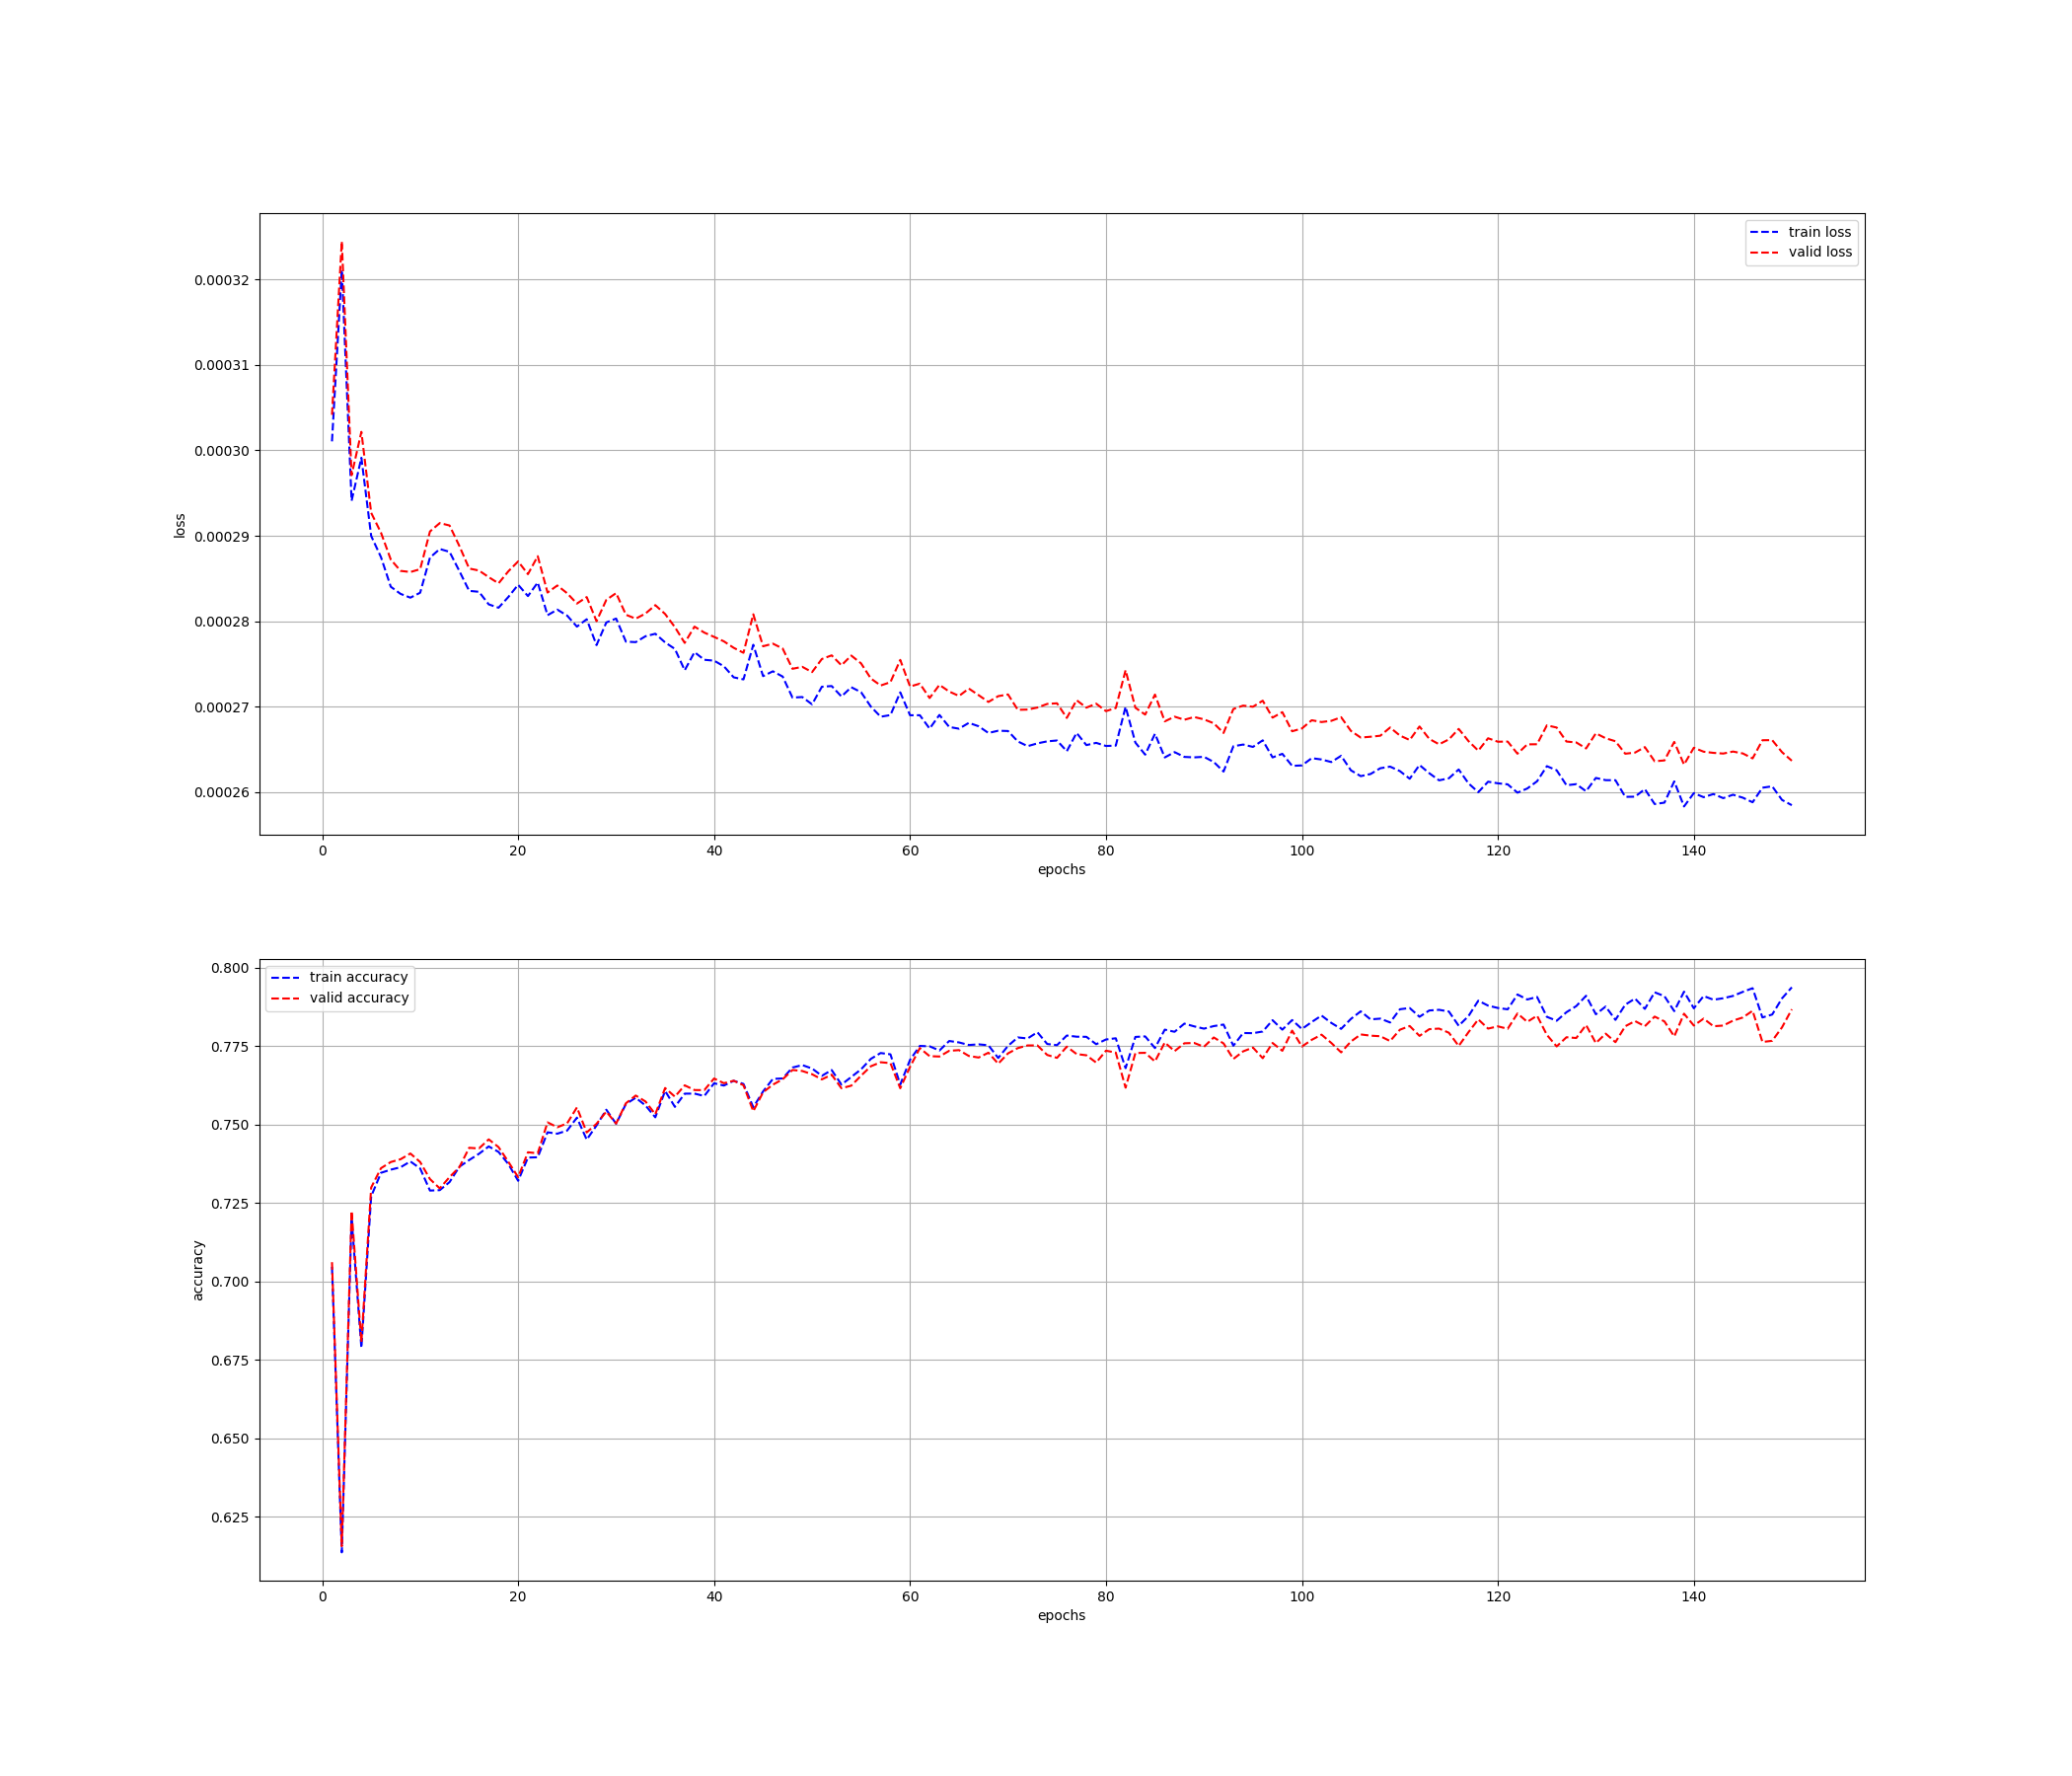 train loss
valid loss
0.00032
0.00031
0.00030
0.00029
0.00028
0.00027
0.00026
loss
0 20 40 60 80 100 120 140
epochs
train accuracy
valid accuracy
0.800
0.775
0.750
0.725
0.700
0.675
0.650
0.625
accuracy
0 20 40 60 80 100 120 140
epochs